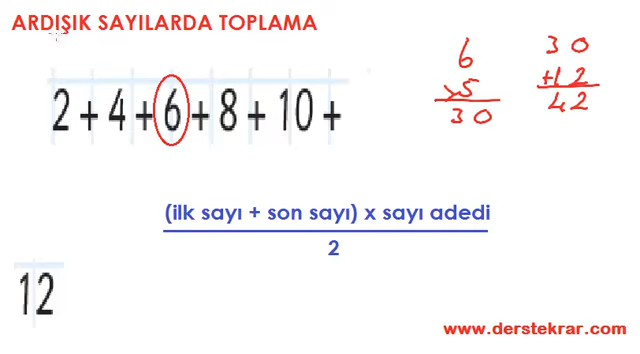 ARDIŞIK SAYILARDA TOPLAMA
2 + 4 + 6 + 8 + 10 +
6
x 5
30
30
+12
42
(ilk sayı + son sayı) x sayı adedi
2
12
www.derstekrar.com